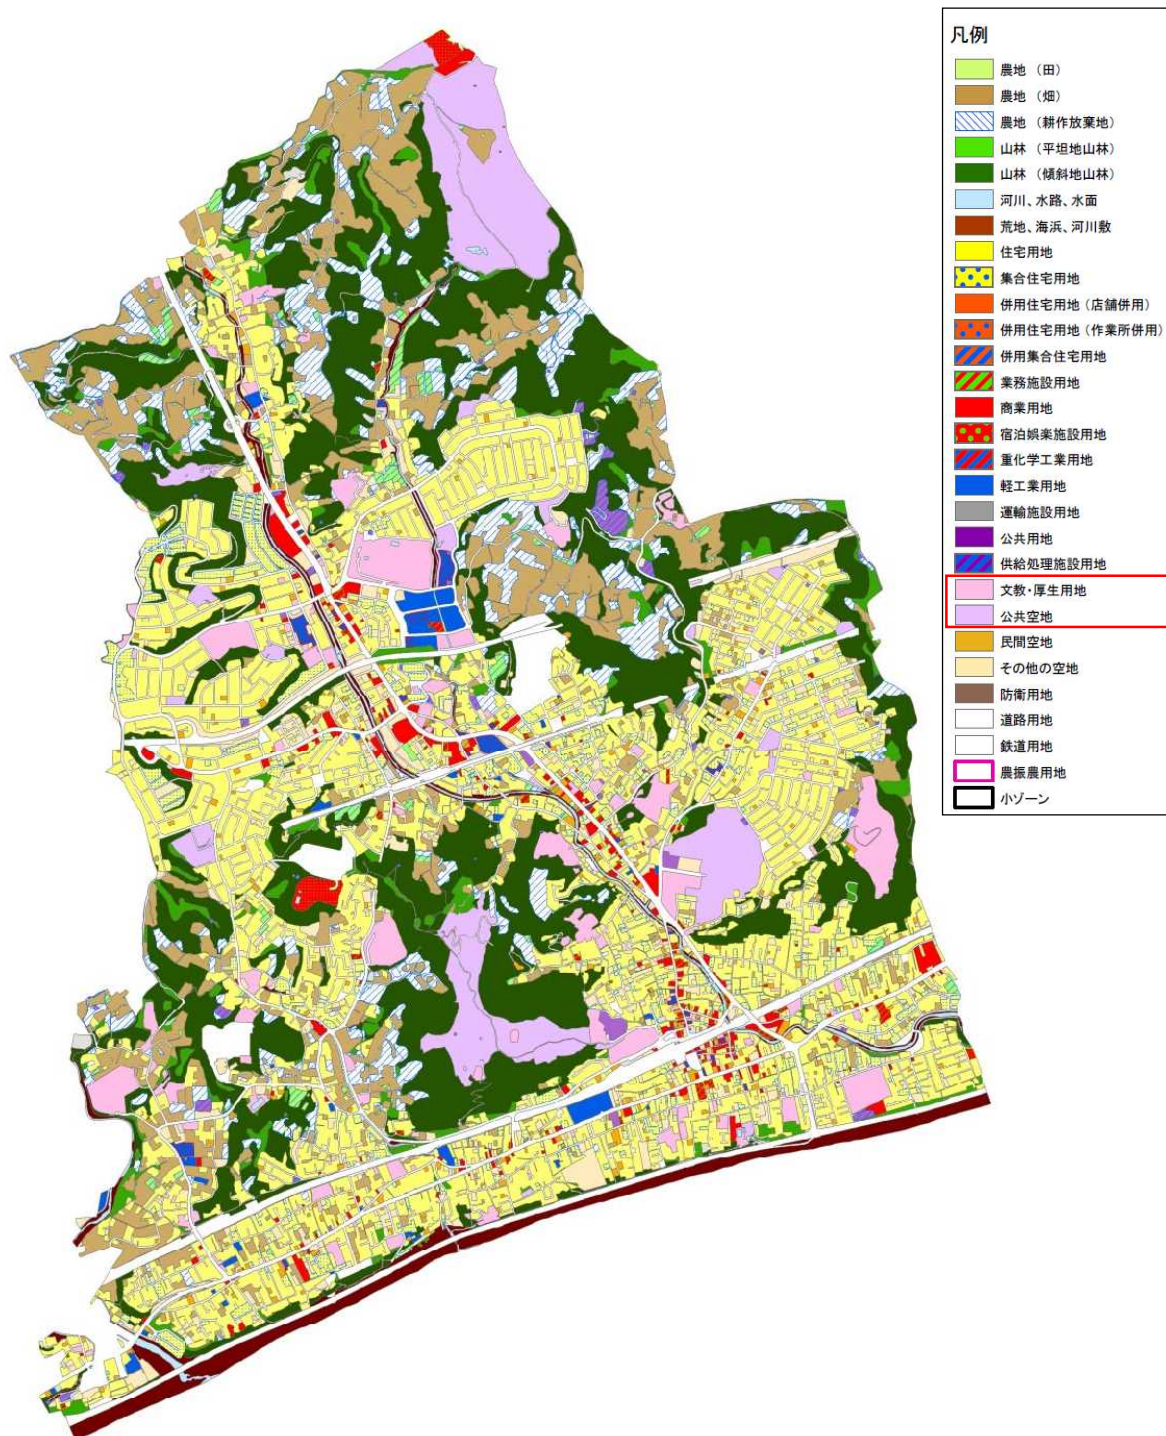 凡例
農地 （田）
農地 （畑）
農地 （耕作放棄地）
山林 （平坦地山林）
山林 （傾斜地山林）
河川、水路、水面
荒地、海浜、河川敷
住宅用地
集合住宅用地
併用住宅用地（店舗併用）
併用住宅用地（作業所併用）
併用集合住宅用地
業務施設用地
商業用地
宿泊娯楽施設用地
重化学工業用地
軽工業用地
運輸施設用地
公共用地
供給処理施設用地
文教・厚生用地
公共空地
民間空地
その他の空地
防衛用地
道路用地
鉄道用地
農振農用地
小ゾーン